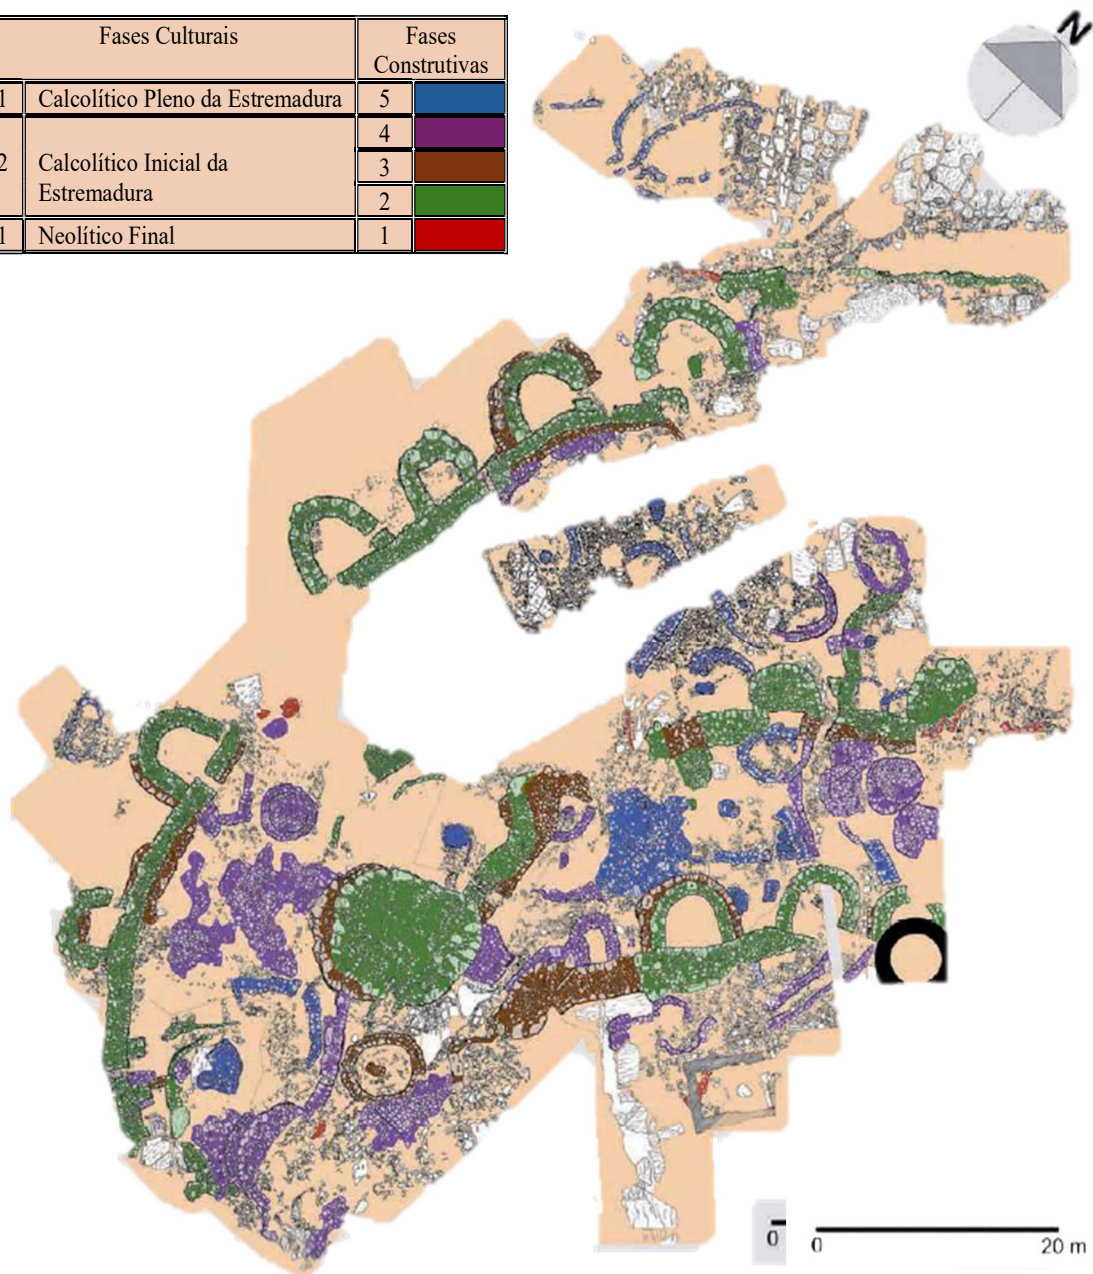 Fases Culturais
Fases
Construtivas
1 Calcolítico Pleno da Estremadura 5
4
2 Calcolítico Inicial da
Estremadura
3
2
1 Neolítico Final 1
N
0
0
20 m